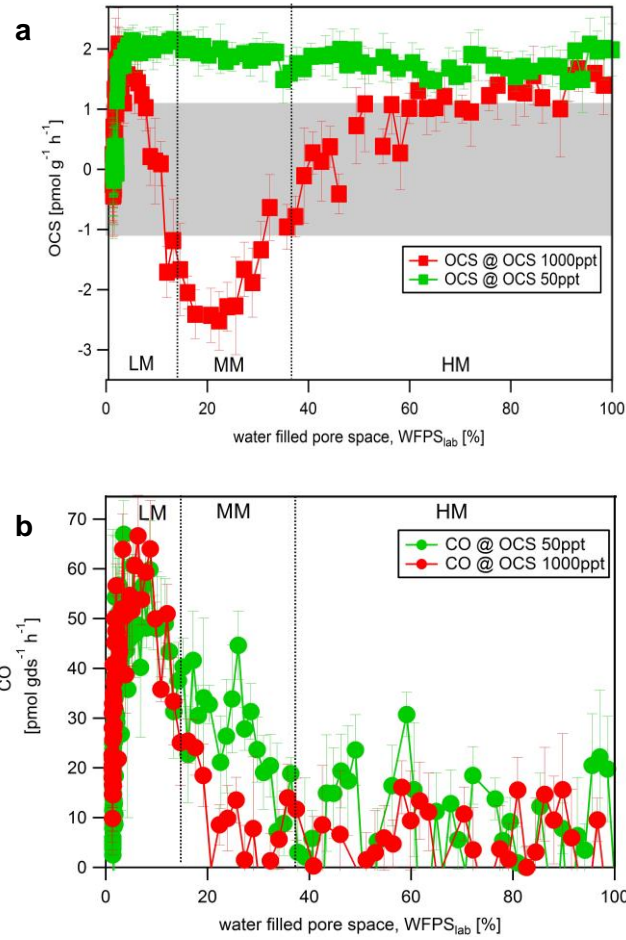 a
2
1
0
-1
-2
-3
OCS [pmol g⁻¹ h⁻¹]
OCS @ OCS 1000ppt
OCS @ OCS 50ppt
LM MM HM
0 20 40 60 80 100
water filled pore space, WFPSlab [%]
b
LM MM HM
70
60
50
40
30
20
10
0
CO
[pmol gds⁻¹ h⁻¹]
CO @ OCS 50ppt
CO @ OCS 1000ppt
0 20 40 60 80 100
water filled pore space, WFPSlab [%]